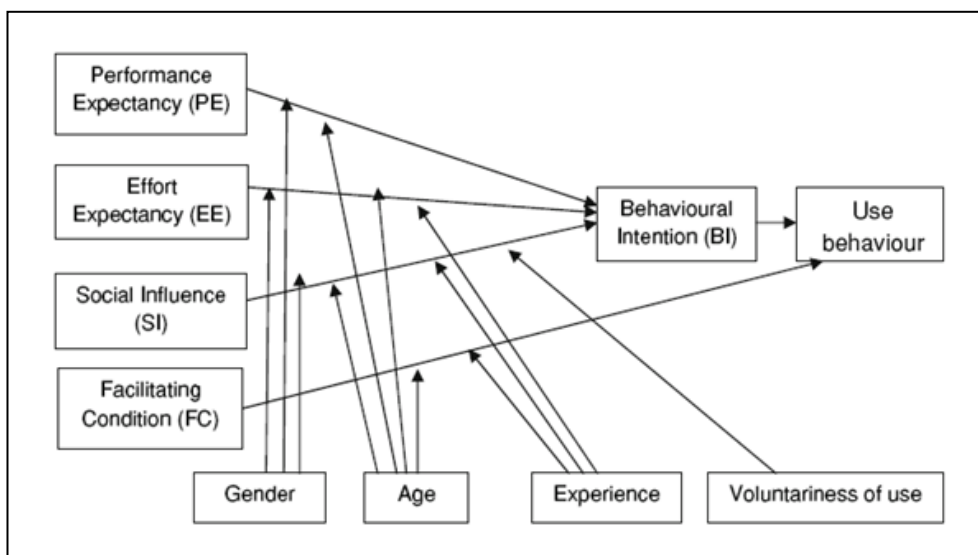 Performance
Expectancy (PE)
Effort
Expectancy (EE)
Behavioural
Intention (BI)
Use
behaviour
Social Influence
(SI)
Facilitating
Condition (FC)
Gender
Age
Experience
Voluntariness of use